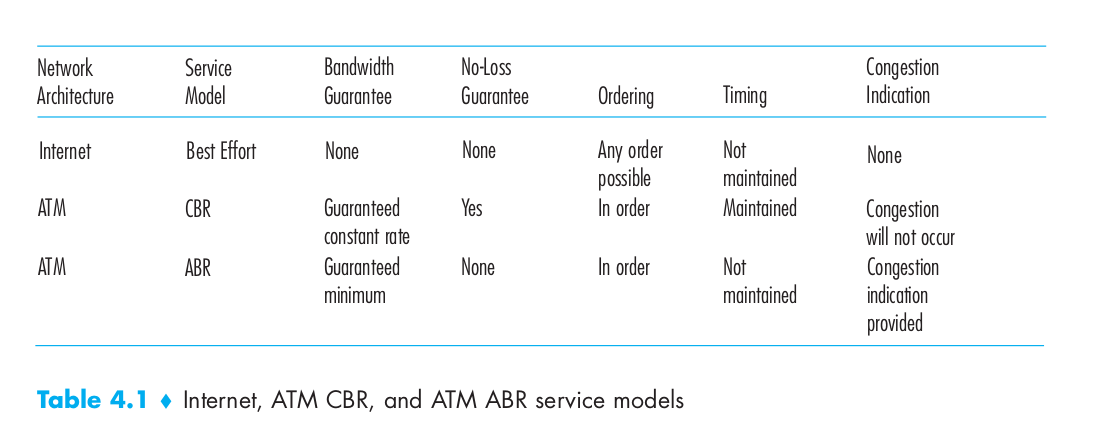 Network Architecture Service Model Bandwidth Guarantee No-Loss Guarantee Ordering Timing Congestion Indication
Internet Best Effort None None Any order possible Not maintained None
ATM CBR Guaranteed constant rate Yes In order Maintained Congestion will not occur
ATM ABR Guaranteed minimum None In order Not maintained Congestion indication provided
Table 4.1 ♦ Internet, ATM CBR, and ATM ABR service models